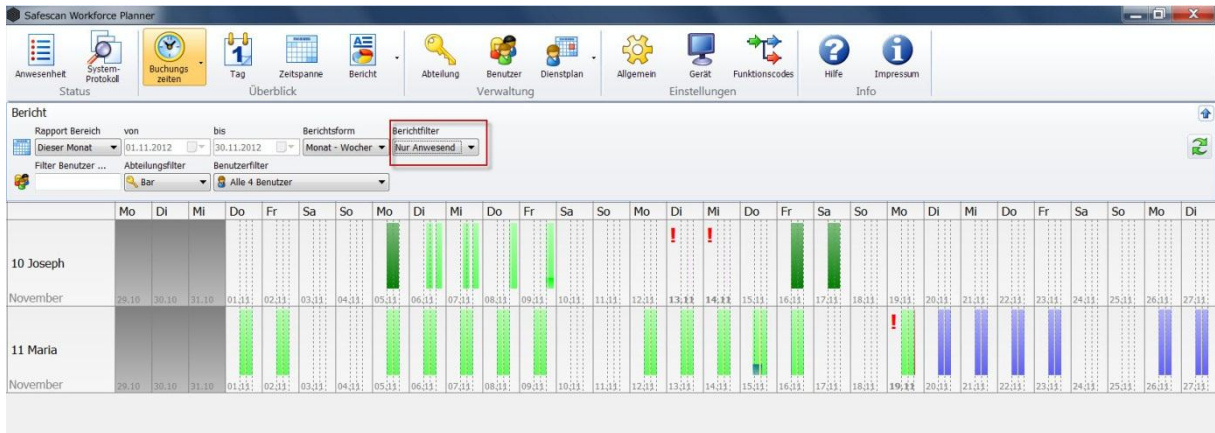 Safescan Workforce Planner
Anwesenheit
System-
Protokoll
Buchungs
zeiten
Tag
Zeitspanne
Bericht
Abteilung
Benutzer
Dienstplan
Allgemein
Gerät
Funktionscodes
Hilfe
Impressum
Status
Überblick
Verwaltung
Einstellungen
Info
Bericht
Rapport Bereich von bis Berichtsform Berichtfilter
Dieser Monat 01.11.2012 30.11.2012 Monat - Wocher Nur Anwesend
Filter Benutzer ... Abteilungsfilter Benutzerfilter
Bar Alle 4 Benutzer
Mo Di Mi Do Fr Sa So Mo Di Mi Do Fr Sa So Mo Di Mi Do Fr Sa So Mo Di Mi Do Fr Sa So Mo Di
! !
10 Joseph
November 29.10 30.10 31.10 01.11 02.11 03.11 04.11 05.11 06.11 07.11 08.11 09.11 10.11 11.11 12.11 13.11 14.11 15.11 16.11 17.11 18.11 19.11 20.11 21.11 22.11 23.11 24.11 25.11 26.11 27.11
!
11 Maria
November 29.10 30.10 31.10 01.11 02.11 03.11 04.11 05.11 06.11 07.11 08.11 09.11 10.11 11.11 12.11 13.11 14.11 15.11 16.11 17.11 18.11 19.11 20.11 21.11 22.11 23.11 24.11 25.11 26.11 27.11